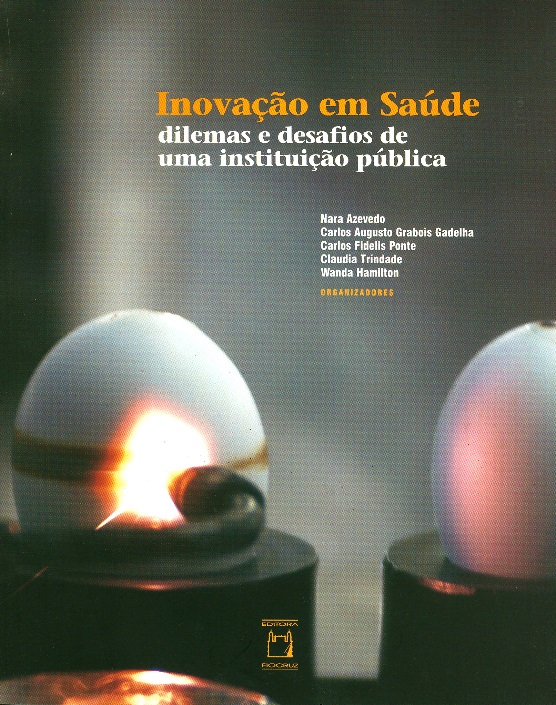 Inovação em Saúde
dilemas e desafios de
uma instituição pública
Nara Azevedo
Carlos Augusto Grabois Gadelha
Carlos Fidelis Ponte
Claudia Trindade
Wanda Hamilton
ORGANIZADORES
EDITORA
FIOCRUZ